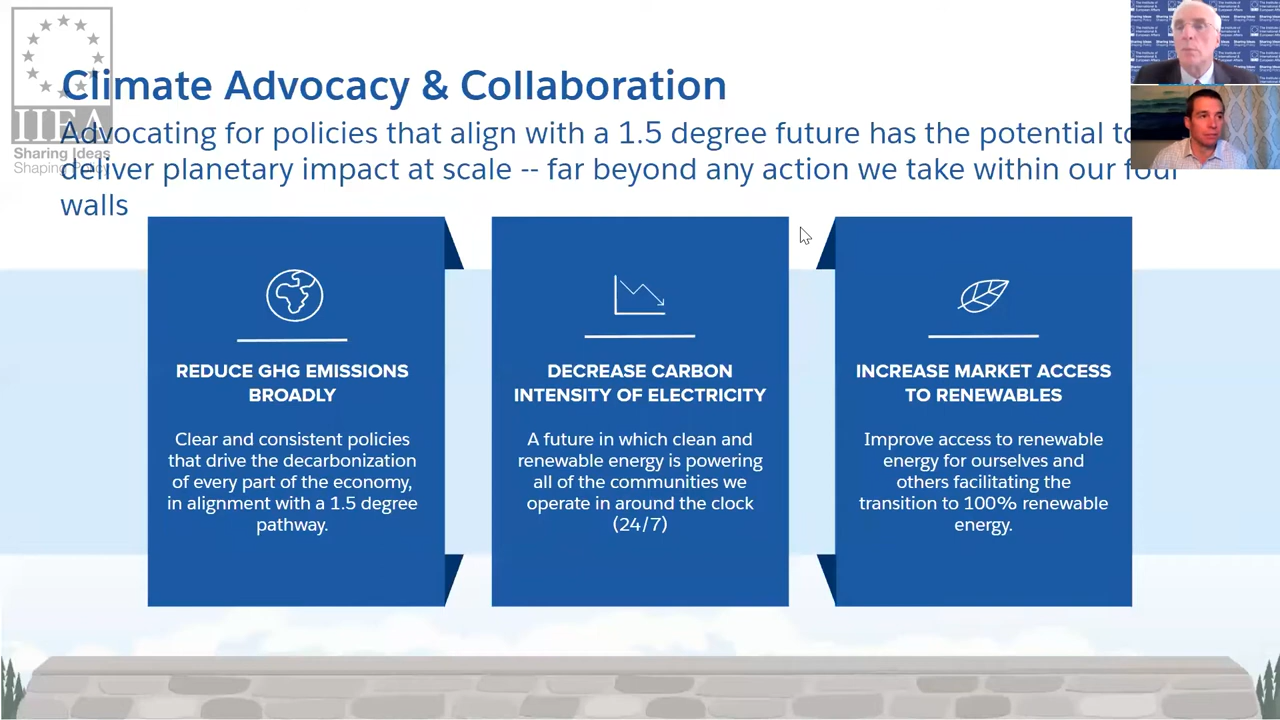 IIEA
Sharing Ideas
Shaping Policy
Climate Advocacy & Collaboration
Advocating for policies that align with a 1.5 degree future has the potential to
deliver planetary impact at scale -- far beyond any action we take within our four
walls
REDUCE GHG EMISSIONS
BROADLY
Clear and consistent policies
that drive the decarbonization
of every part of the economy,
in alignment with a 1.5 degree
pathway.
DECREASE CARBON
INTENSITY OF ELECTRICITY
A future in which clean and
renewable energy is powering
all of the communities we
operate in around the clock
(24/7)
INCREASE MARKET ACCESS
TO RENEWABLES
Improve access to renewable
energy for ourselves and
others facilitating the
transition to 100% renewable
energy.